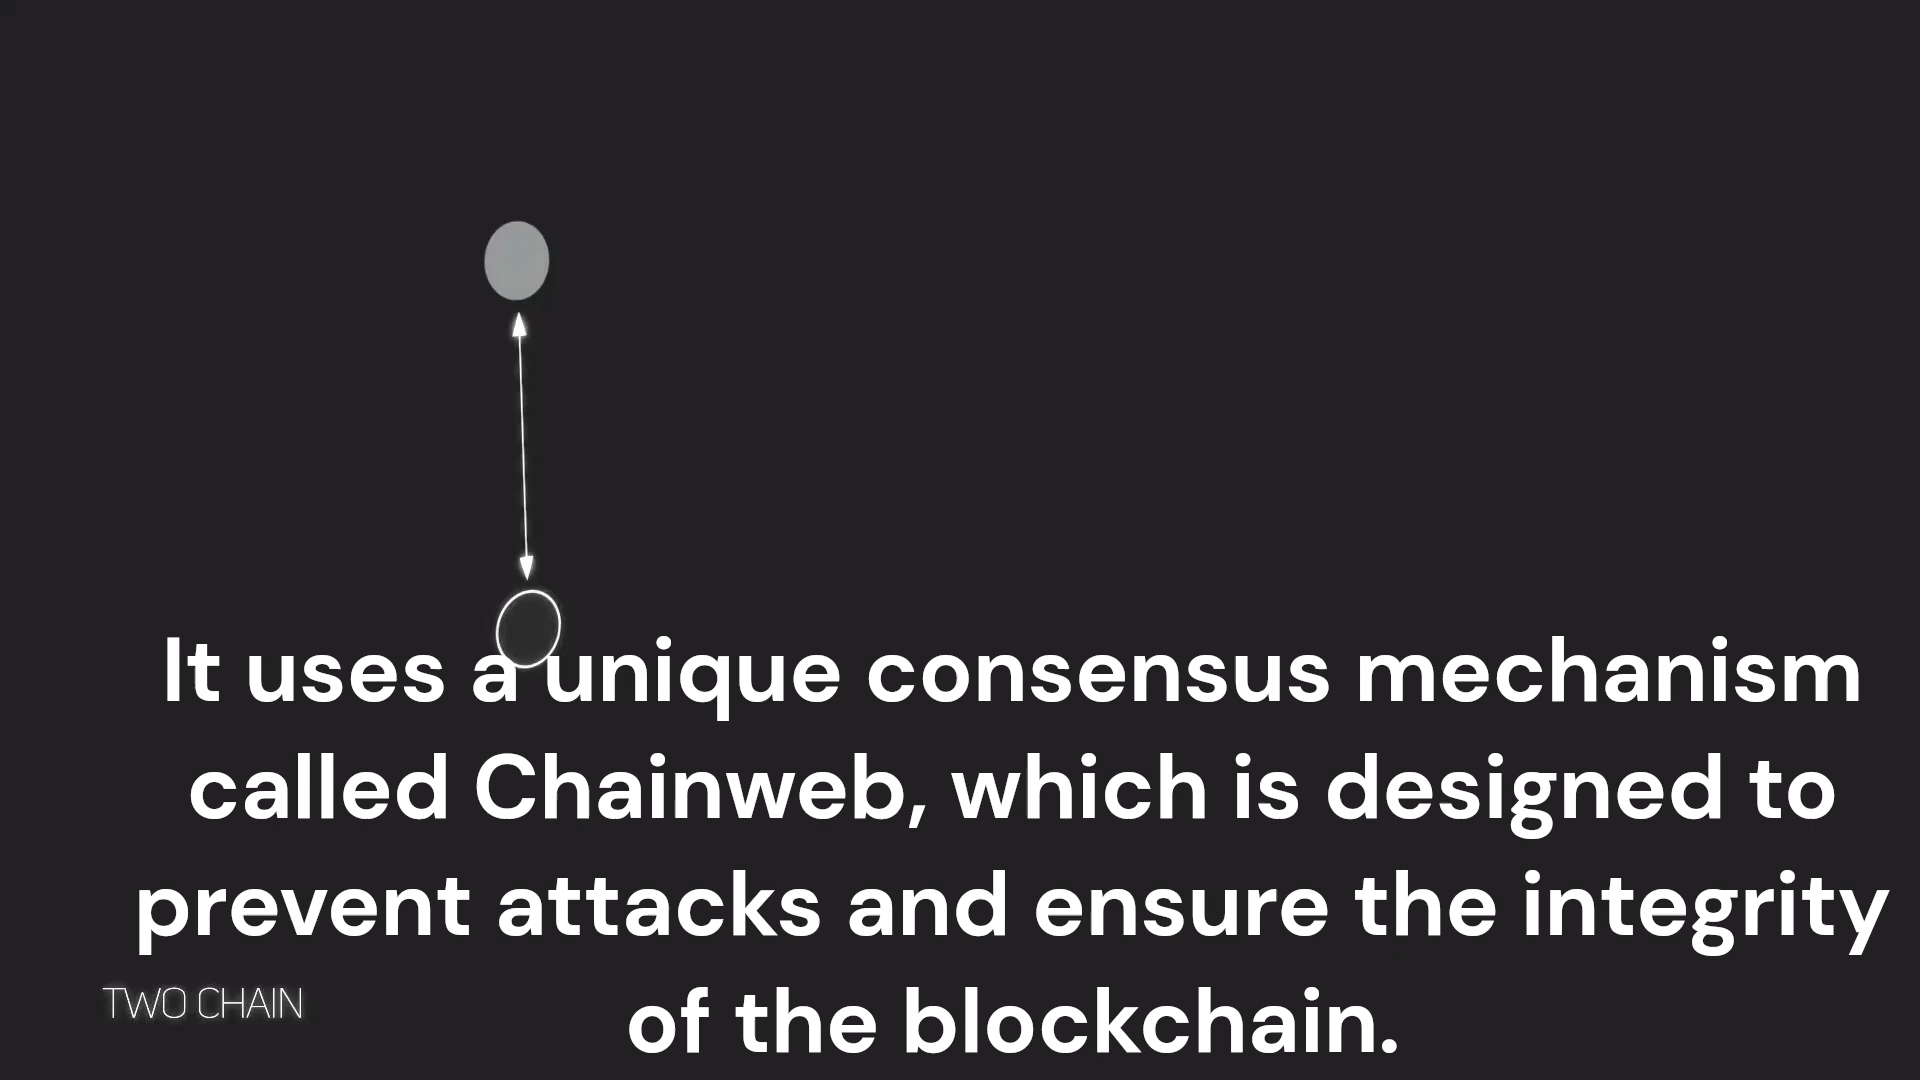 It uses a unique consensus mechanism
called Chainweb, which is designed to
prevent attacks and ensure the integrity
of the blockchain.
TWO CHAIN